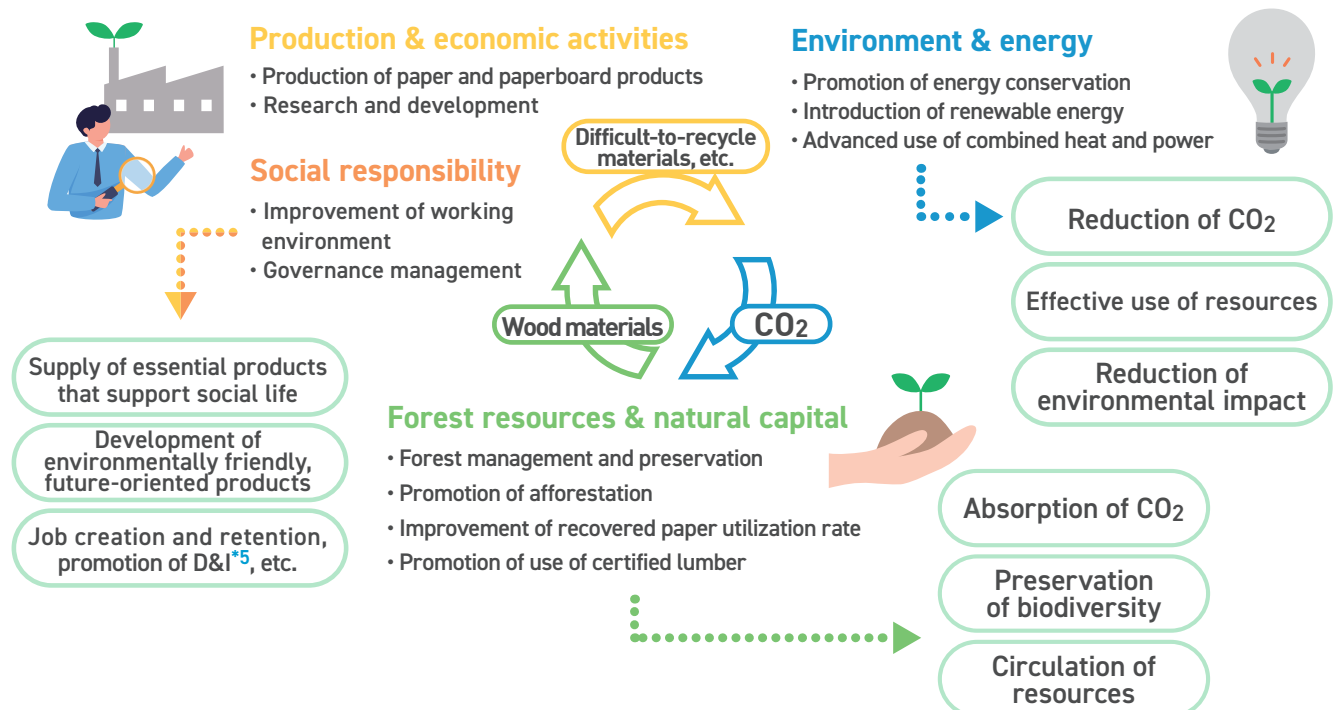 Production & economic activities
・Production of paper and paperboard products
・Research and development
Social responsibility
・Improvement of working
environment
・Governance management
Supply of essential products
that support social life
Development of
environmentally friendly,
future-oriented products
Job creation and retention,
promotion of D&I*5, etc.
Difficult-to-recycle
materials, etc.
Wood materials
CO2
Environment & energy
・Promotion of energy conservation
・Introduction of renewable energy
・Advanced use of combined heat and power
Reduction of CO2
Effective use of resources
Reduction of
environmental impact
Forest resources & natural capital
・Forest management and preservation
・Promotion of afforestation
・Improvement of recovered paper utilization rate
・Promotion of use of certified lumber
Absorption of CO2
Preservation
of biodiversity
Circulation of
resources